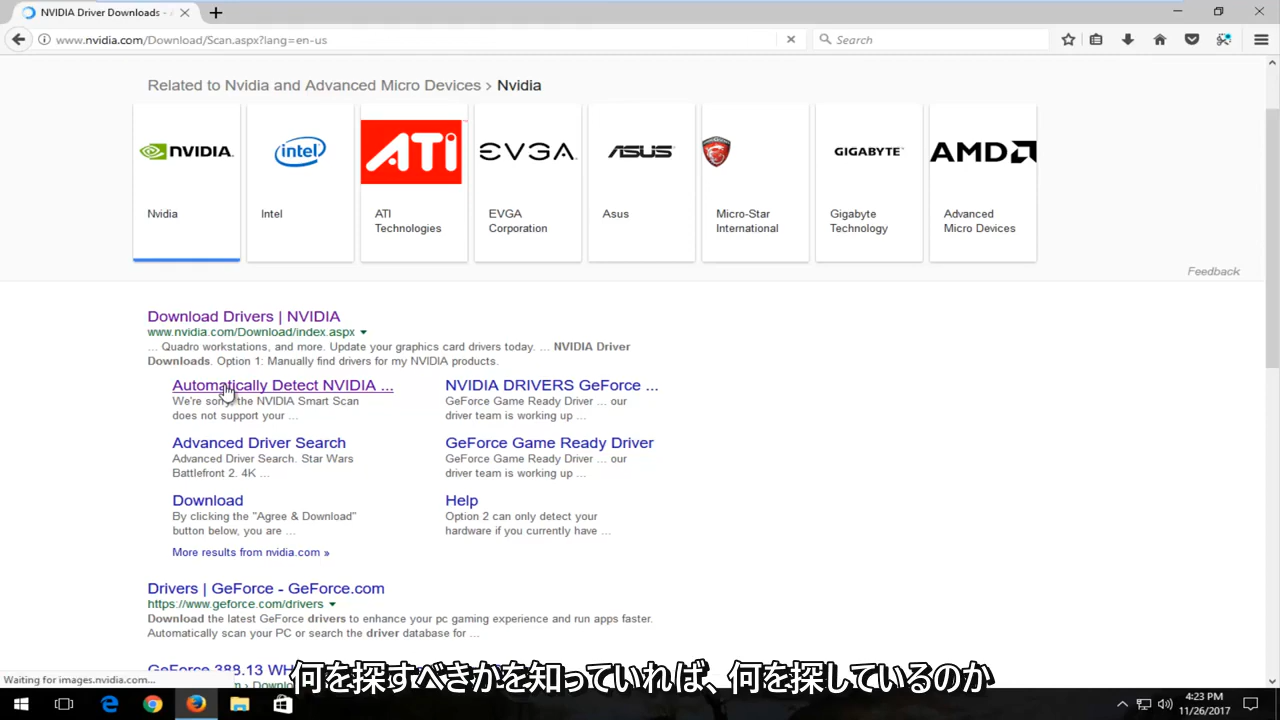 NVIDIA Driver Downloads -
www.nvidia.com/Download/Scan.aspx?lang=en-us
Search
Related to Nvidia and Advanced Micro Devices > Nvidia
NVIDIA.
intel
ATI
EVGA.
ASUS
GIGABYTE™
AMD
Nvidia
Intel
ATI
Technologies
EVGA
Corporation
Asus
Micro-Star
International
Gigabyte
Technology
Advanced
Micro Devices
Feedback
Download Drivers | NVIDIA
www.nvidia.com/Download/index.aspx
... Quadro workstations, and more. Update your graphics card drivers today. ... NVIDIA Driver
Downloads. Option 1: Manually find drivers for my NVIDIA products.
Automatically Detect NVIDIA ...
We're sorry, the NVIDIA Smart Scan
does not support your ...
NVIDIA DRIVERS GeForce ...
GeForce Game Ready Driver ... our
driver team is working up ...
Advanced Driver Search
Advanced Driver Search. Star Wars
Battlefront 2. 4K ...
GeForce Game Ready Driver
GeForce Game Ready Driver ... our
driver team is working up ...
Download
By clicking the "Agree & Download"
button below, you are ...
Help
Option 2 can only detect your
hardware if you currently have ...
More results from nvidia.com »
Drivers | GeForce - GeForce.com
https://www.geforce.com/drivers
Download the latest GeForce drivers to enhance your pc gaming experience and run apps faster.
Automatically scan your PC or search the driver database for ...
GeForce 388.13 WH
Waiting for images.nvidia.com...
何を探すべきかを知っていれば、何を探しているのか
4:23 PM
11/26/2017